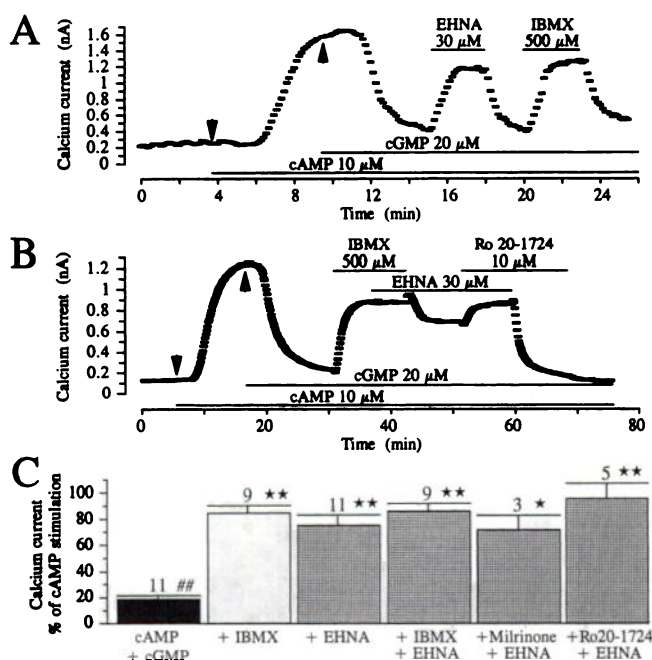 A
Calcium current (nA)
1.6
1.4
1.2
1.0
0.8
0.6
0.4
0.2
0
EHNA
30 µM
IBMX
500 µM
cGMP 20 µM
cAMP 10 µM
0 4 8 12 16 20 24
Time (min)
B
Calcium current (nA)
1.2
1.0
0.8
0.6
0.4
0.2
0
IBMX
500 µM
Ro 20-1724
10 µM
EHNA 30 µM
cGMP 20 µM
cAMP 10 µM
0 20 40 60 80
Time (min)
C
Calcium current
% of cAMP stimulation
100
80
60
40
20
0
11 ##
9 ★★
11 ★★
9 ★★
3 ★
5 ★★
cAMP
+ cGMP
+ IBMX
+ EHNA
+ IBMX
+ EHNA
+Milrinone
+ EHNA
+Ro20-1724
+ EHNA